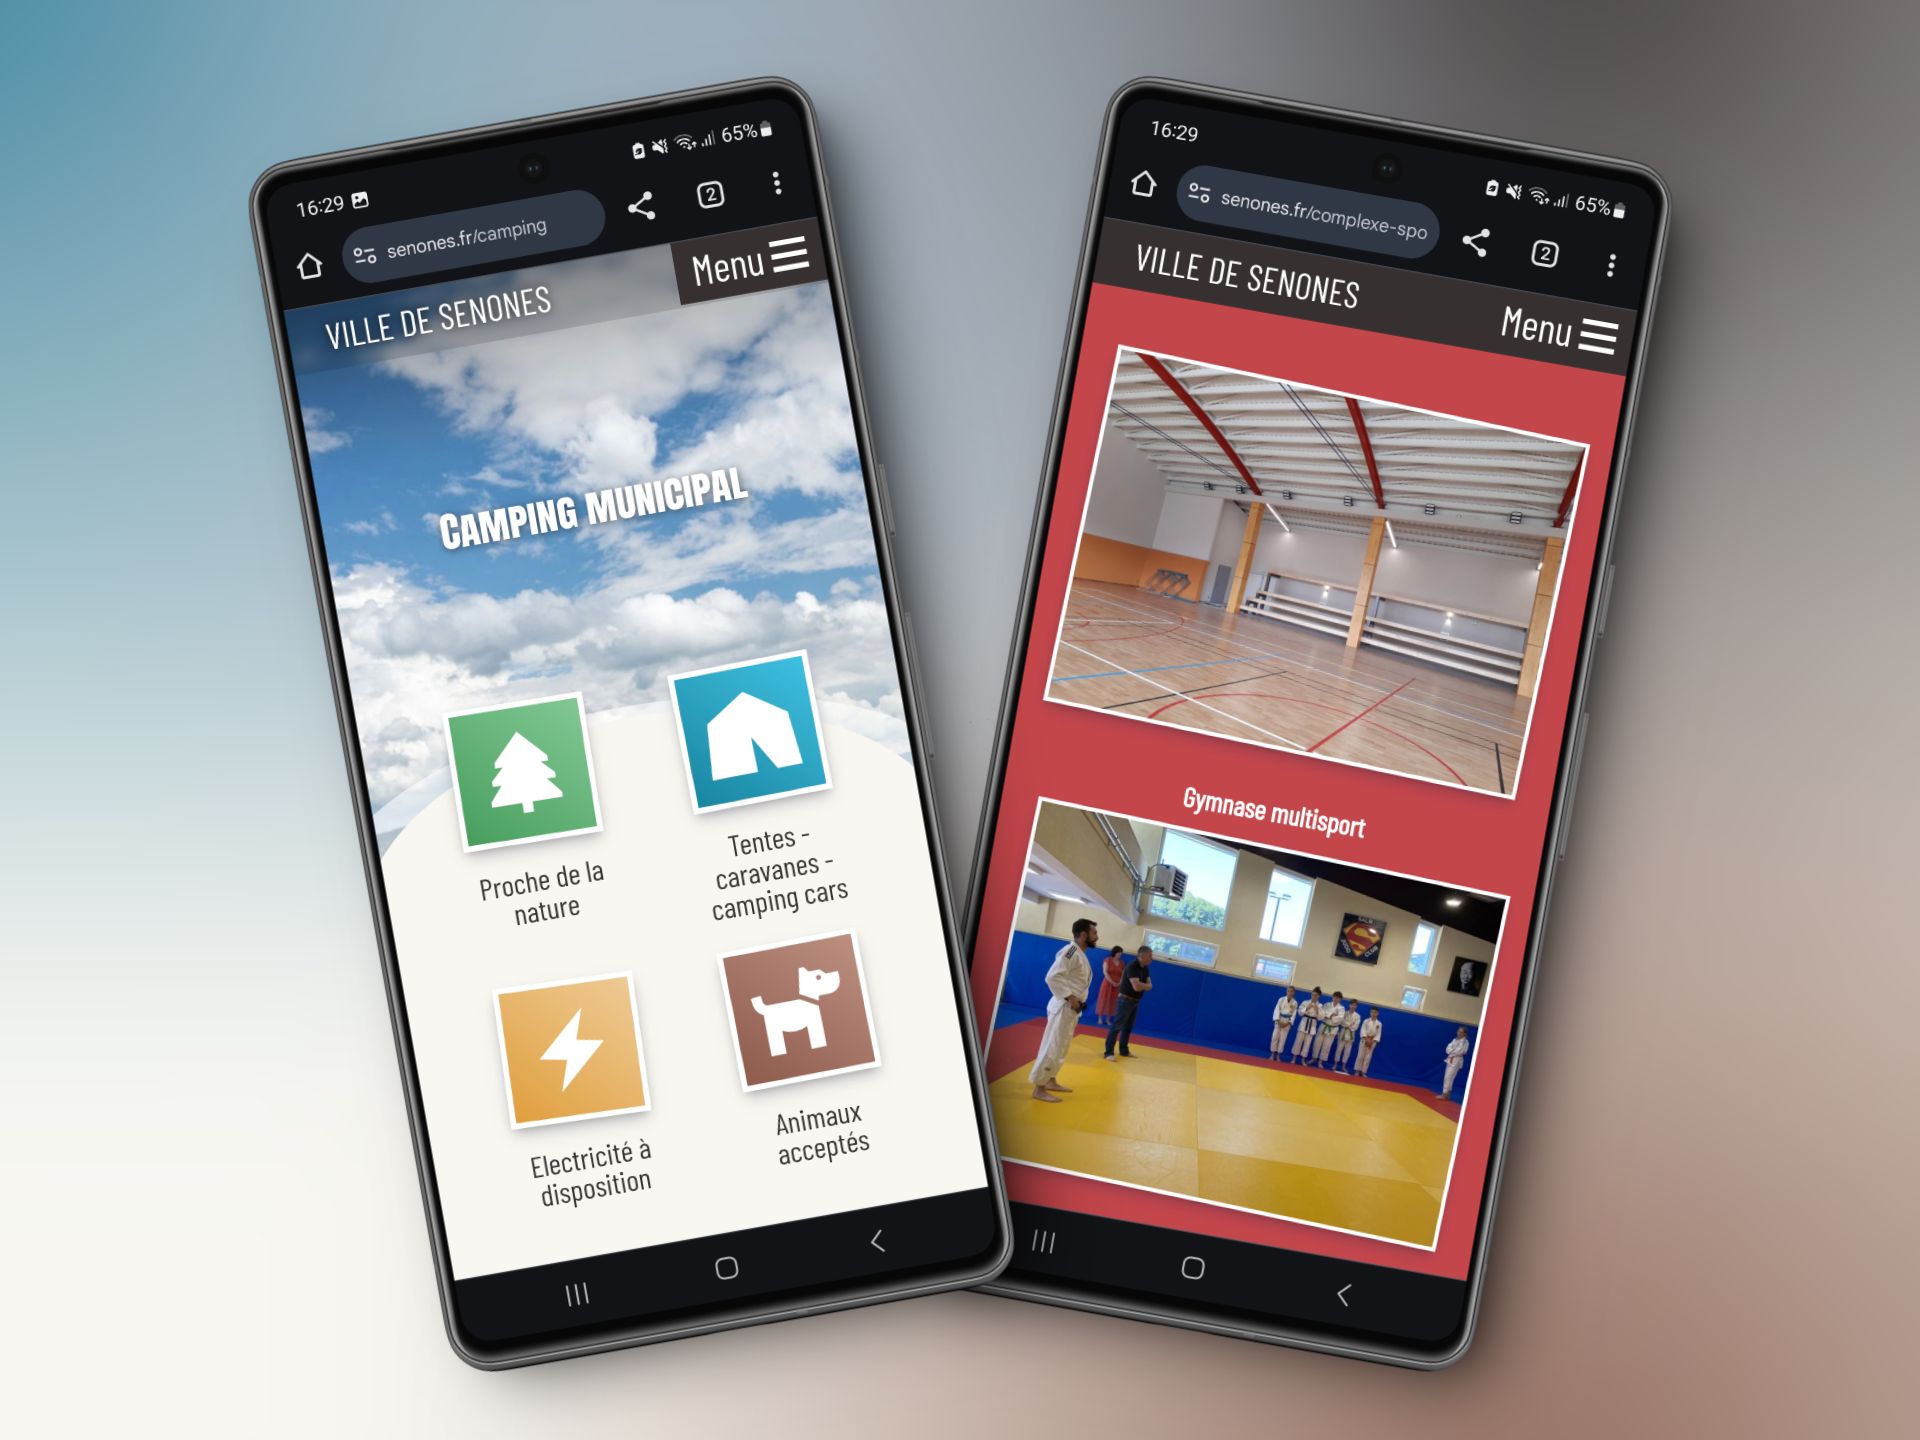 16:29
65%
senones.fr/camping
2
VILLE DE SENONES
Menu
CAMPING MUNICIPAL
Proche de la
nature
Tentes -
caravanes -
camping cars
Electricité à
disposition
Animaux
acceptés
16:29
65%
senones.fr/complexe-spo
2
VILLE DE SENONES
Menu
Gymnase multisport
JUDO
CLUB